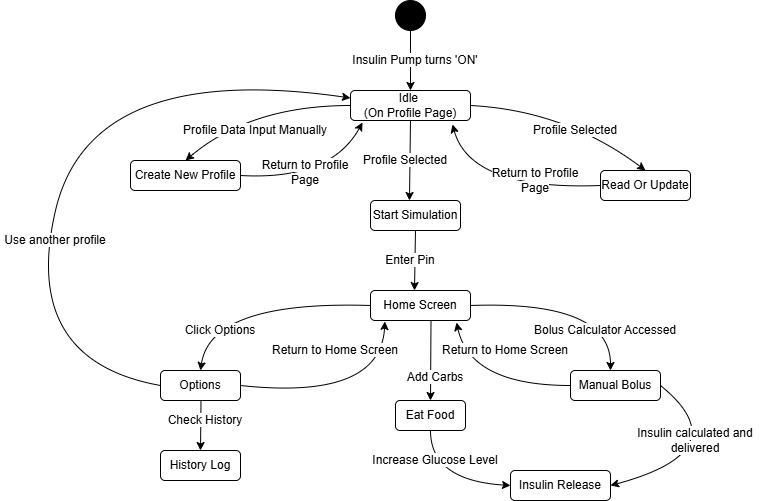 Insulin Pump turns 'ON'
Idle
(On Profile Page)
Profile Data Input Manually
Profile Selected
Profile Selected
Return to Profile
Page
Return to Profile
Page
Create New Profile
Read Or Update
Start Simulation
Use another profile
Enter Pin
Home Screen
Click Options
Bolus Calculator Accessed
Return to Home Screen
Return to Home Screen
Add Carbs
Options
Manual Bolus
Check History
Eat Food
Insulin calculated and
delivered
History Log
Increase Glucose Level
Insulin Release